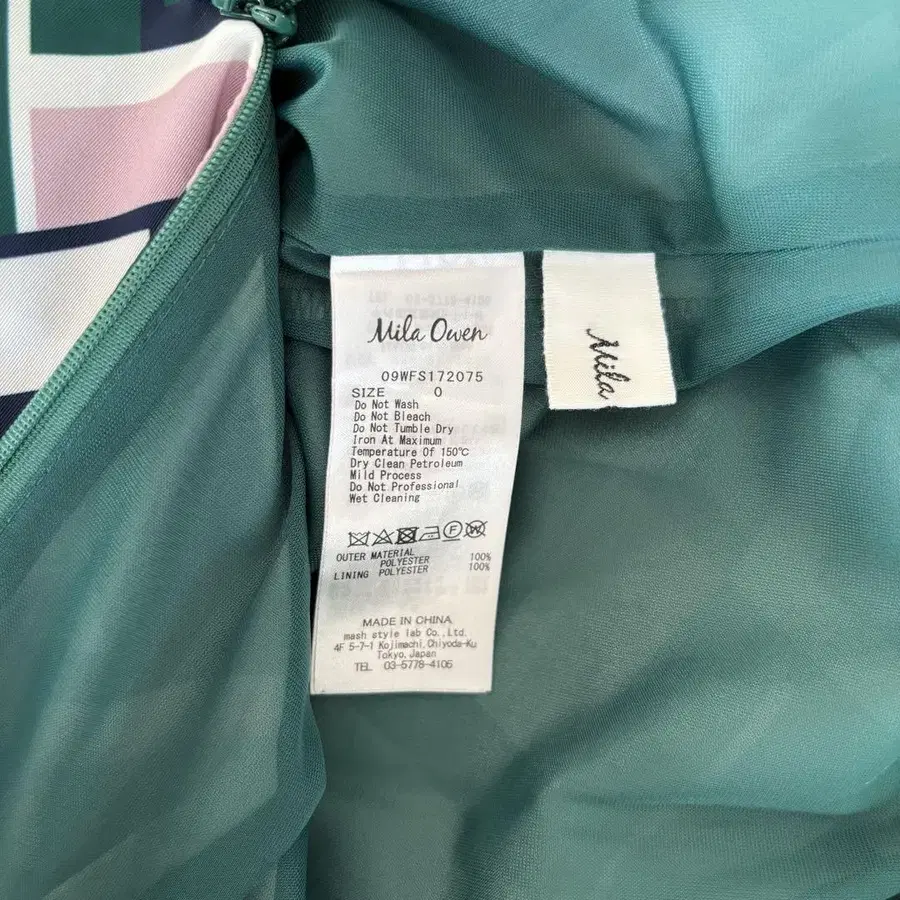 Mila Owen
09WFS172075
SIZE 0
Do Not Wash
Do Not Bleach
Do Not Tumble Dry
Iron At Maximum
Temperature Of 150℃
Dry Clean Petroleum
Mild Process
Do Not Professional
Wet Cleaning
F W
OUTER MATERIAL
POLYESTER 100%
LINING POLYESTER 100%
MADE IN CHINA
mash style lab Co., Ltd.
4F 5-7-1 Kojimachi, Chiyoda-Ku
Tokyo, Japan
TEL 03-5778-4105
Mila